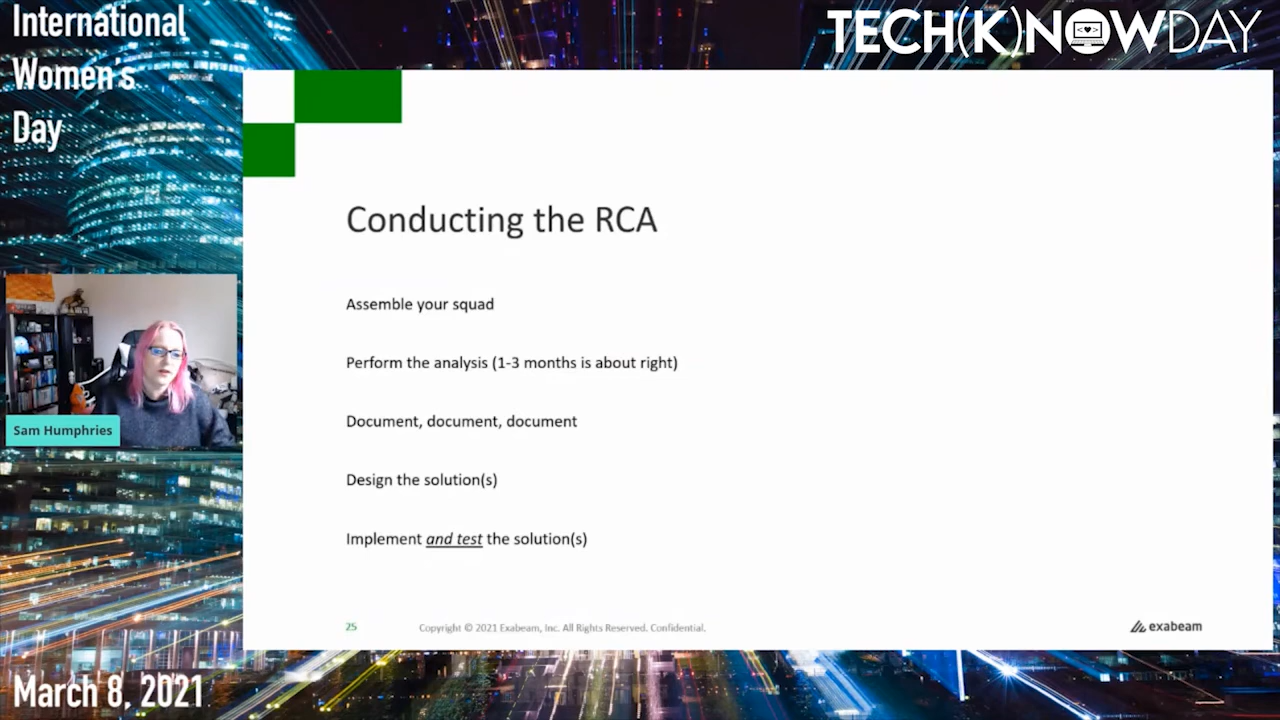 International
Women's
Day
TECH(K)NOWDAY
Conducting the RCA
Assemble your squad
Perform the analysis (1-3 months is about right)
Document, document, document
Design the solution(s)
Implement and test the solution(s)
Sam Humphries
25
Copyright © 2021 Exabeam, Inc. All Rights Reserved. Confidential.
exabeam
March 8, 2021